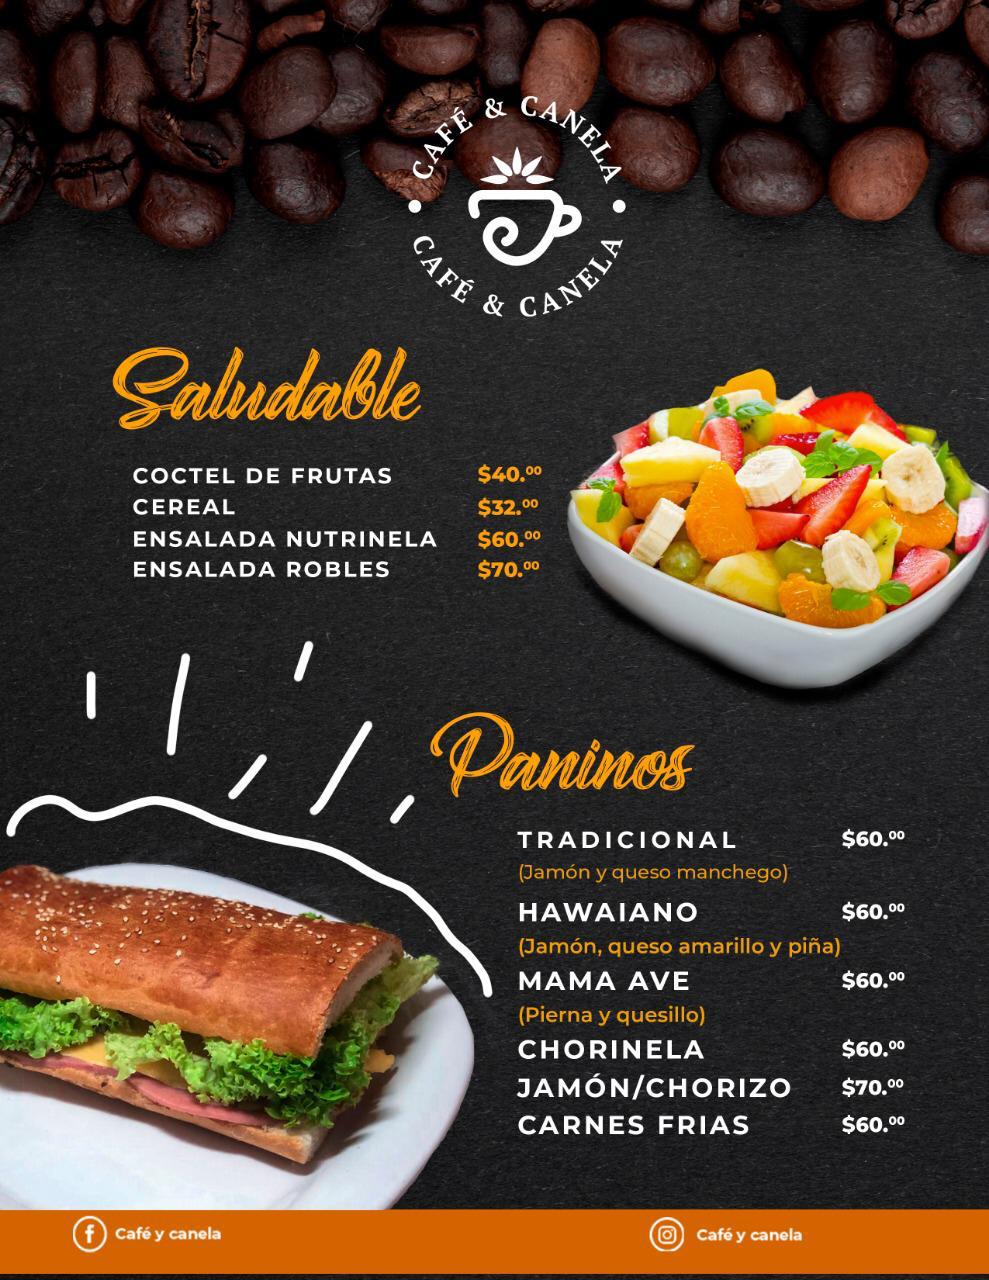 CAFÉ & CANELA
CAFÉ & CANELA
Saludable
COCTEL DE FRUTAS $40.00
CEREAL $32.00
ENSALADA NUTRINELA $60.00
ENSALADA ROBLES $70.00
Paninos
TRADICIONAL $60.00
(Jamón y queso manchego)
HAWAIANO $60.00
(Jamón, queso amarillo y piña)
MAMA AVE $60.00
(Pierna y quesillo)
CHORINELA $60.00
JAMÓN/CHORIZO $70.00
CARNES FRIAS $60.00
Café y canela Café y canela